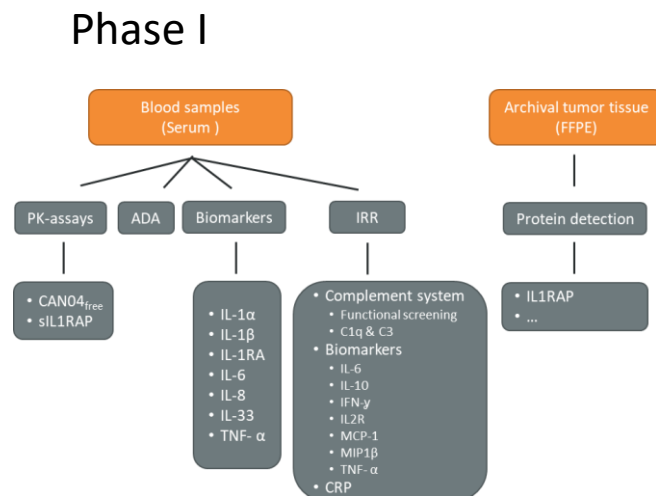 Phase I
Blood samples
(Serum )
Archival tumor tissue
(FFPE)
PK-assays
ADA
Biomarkers
IRR
Protein detection
• CAN04free
• sIL1RAP
• IL-1α
• IL-1β
• IL-1RA
• IL-6
• IL-8
• IL-33
• TNF- α
• Complement system
• Functional screening
• C1q & C3
• Biomarkers
• IL-6
• IL-10
• IFN-γ
• IL2R
• MCP-1
• MIP1β
• TNF- α
• CRP
• IL1RAP
• ...